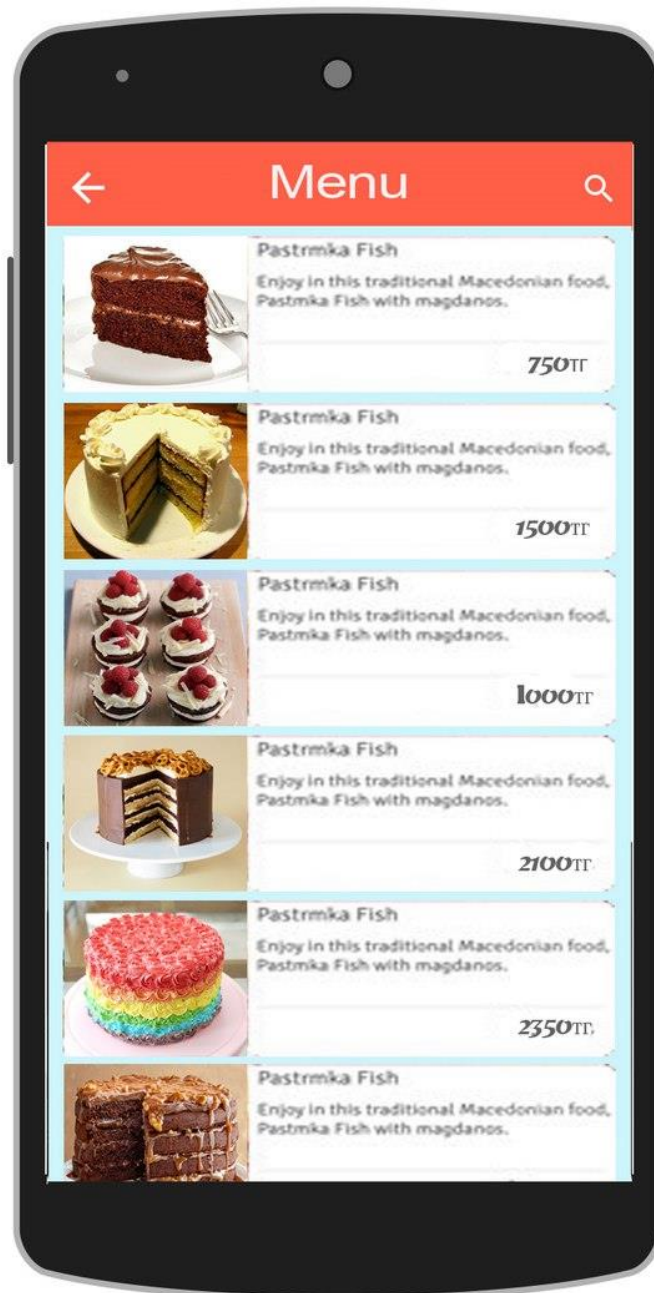 Menu
Pastrmka Fish
Enjoy in this traditional Macedonian food,
Pastmka Fish with magdanos.
750тг
Pastrmka Fish
Enjoy in this traditional Macedonian food,
Pastmka Fish with magdanos.
1500тг
Pastrmka Fish
Enjoy in this traditional Macedonian food,
Pastmka Fish with magdanos.
1000тг
Pastrmka Fish
Enjoy in this traditional Macedonian food,
Pastmka Fish with magdanos.
2100тг
Pastrmka Fish
Enjoy in this traditional Macedonian food,
Pastmka Fish with magdanos.
2350тг
Pastrmka Fish
Enjoy in this traditional Macedonian food,
Pastmka Fish with magdanos.